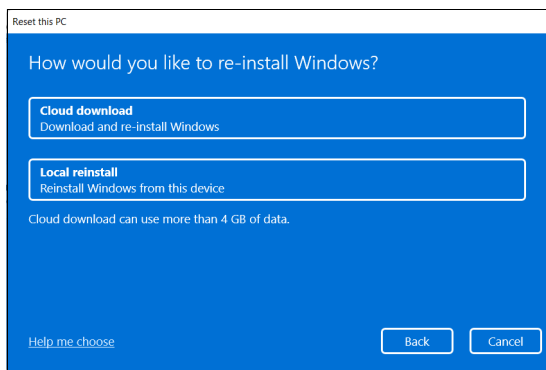 Reset this PC
How would you like to re-install Windows?
Cloud download
Download and re-install Windows
Local reinstall
Reinstall Windows from this device
Cloud download can use more than 4 GB of data.
Help me choose
Back
Cancel